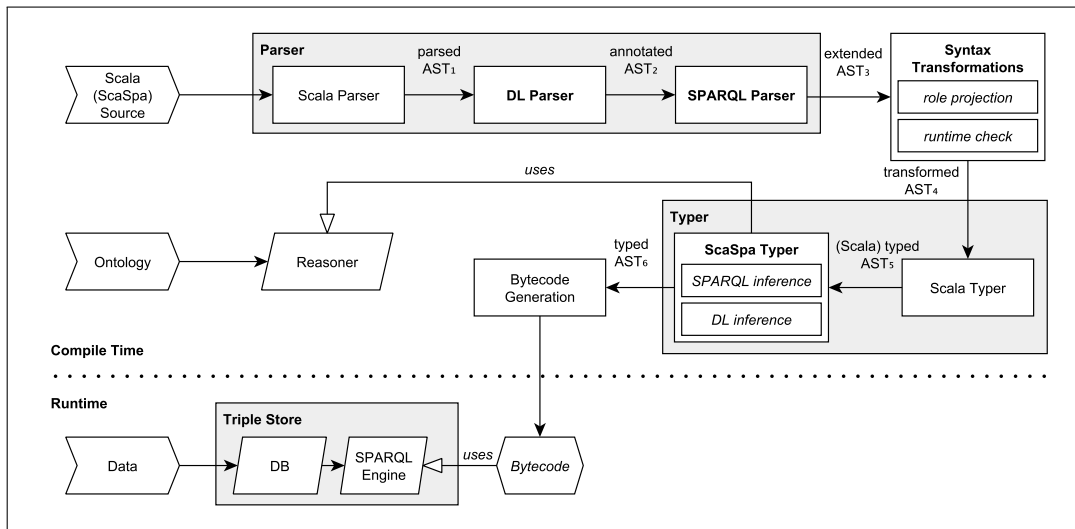 Parser
parsed
AST₁
annotated
AST₂
extended
AST₃
Syntax
Transformations
Scala
(ScaSpa)
Source
Scala Parser
DL Parser
SPARQL Parser
role projection
runtime check
uses
transformed
AST₄
Typer
Ontology
Reasoner
Bytecode
Generation
typed
AST₆
ScaSpa Typer
SPARQL inference
DL inference
(Scala) typed
AST₅
Scala Typer
Compile Time
Runtime
Triple Store
Data
DB
SPARQL
Engine
uses
Bytecode